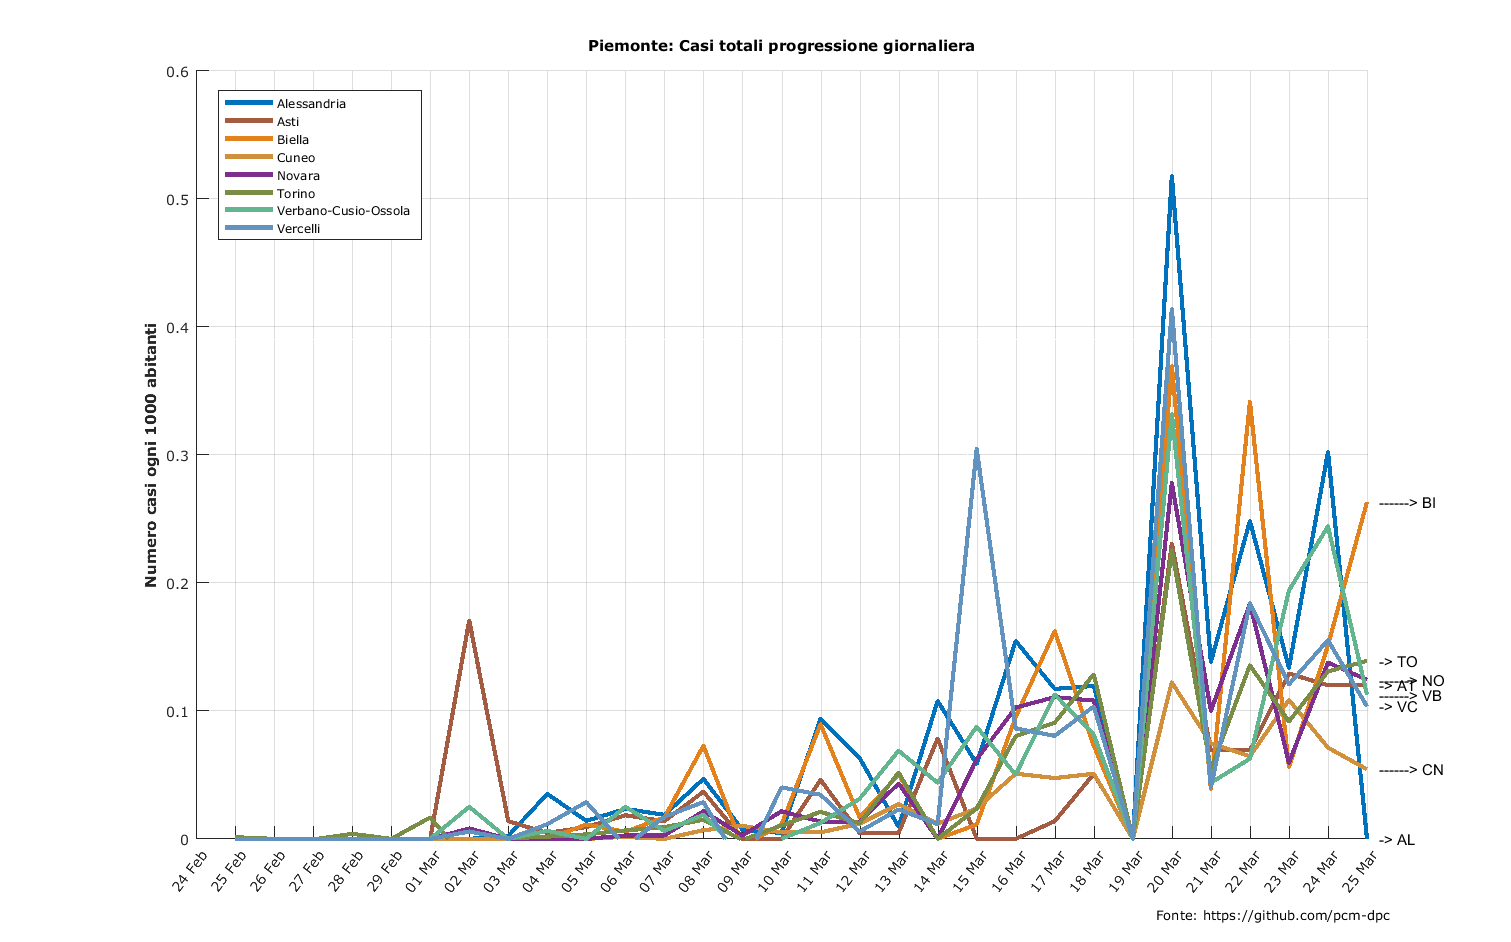 Piemonte: Casi totali progressione giornaliera
0.6
0.5
0.4
0.3
0.2
0.1
0
Numero casi ogni 1000 abitanti
Alessandria
Asti
Biella
Cuneo
Novara
Torino
Verbano-Cusio-Ossola
Vercelli
------> BI
-> TO
------> NO
-> AT
------> VB
-> VC
------> CN
-> AL
24 Feb
25 Feb
26 Feb
27 Feb
28 Feb
29 Feb
01 Mar
02 Mar
03 Mar
04 Mar
05 Mar
06 Mar
07 Mar
08 Mar
09 Mar
10 Mar
11 Mar
12 Mar
13 Mar
14 Mar
15 Mar
16 Mar
17 Mar
18 Mar
19 Mar
20 Mar
21 Mar
22 Mar
23 Mar
24 Mar
25 Mar
Fonte: https://github.com/pcm-dpc